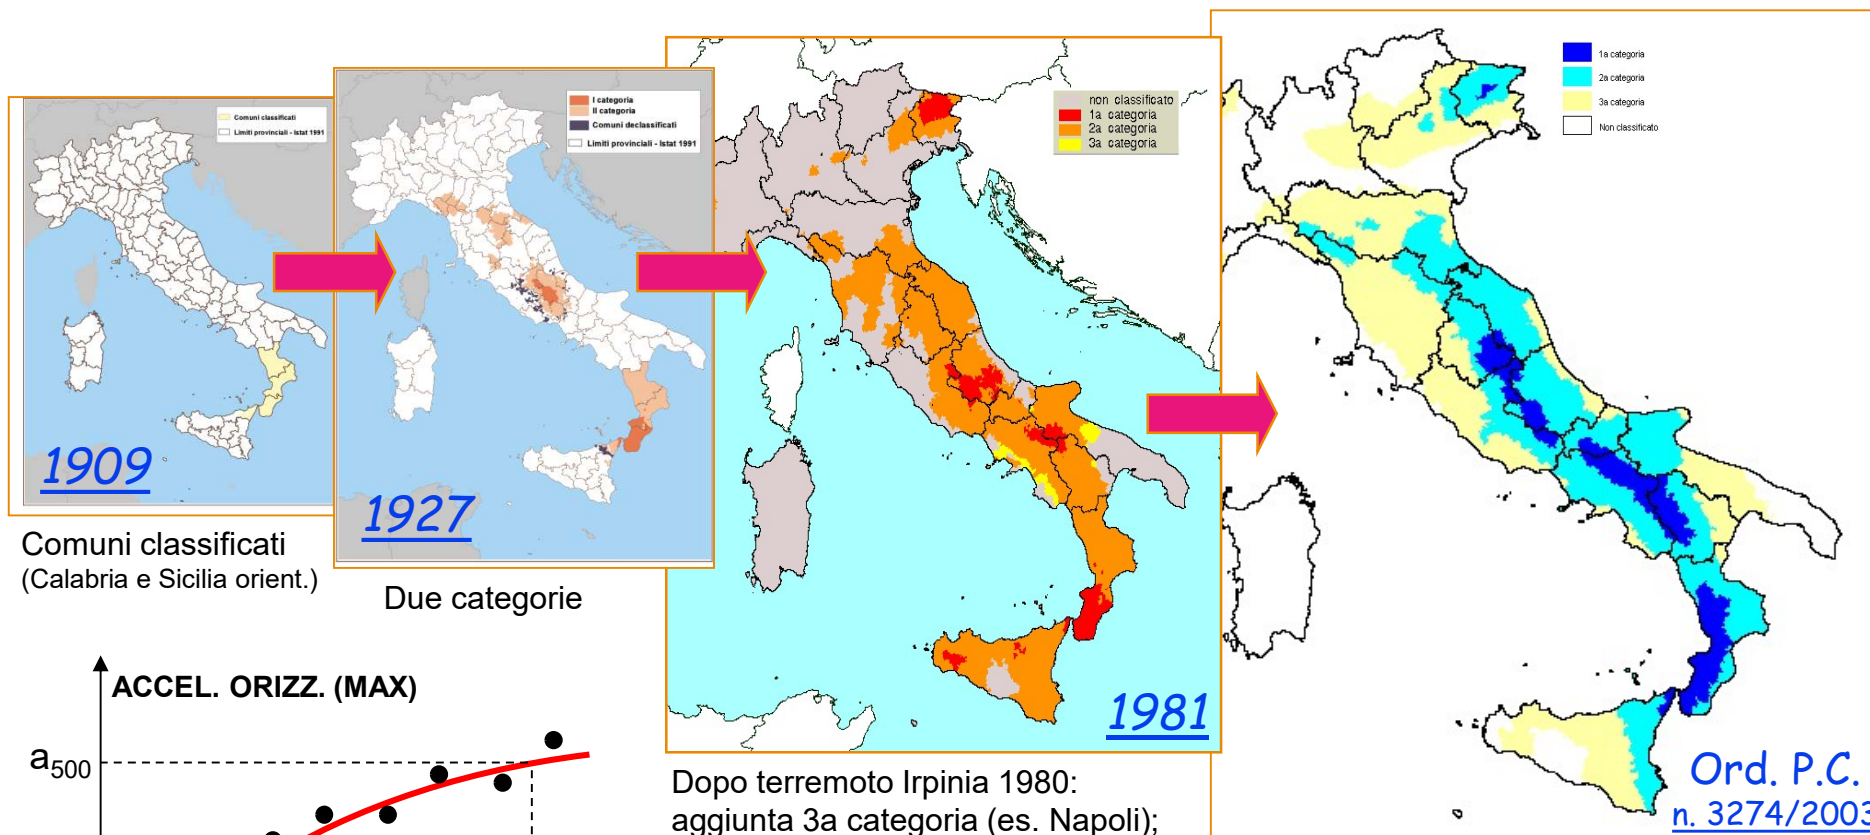 Comuni classificati
Limiti provinciali - Istat 1991
1909
Comuni classificati
(Calabria e Sicilia orient.)
I categoria
II categoria
Comuni declassificati
Limiti provinciali - Istat 1991
1927
Due categorie
non classificato
1a categoria
2a categoria
3a categoria
1981
Dopo terremoto Irpinia 1980:
aggiunta 3a categoria (es. Napoli);
1a categoria
2a categoria
3a categoria
Non classificato
Ord. P.C.
n. 3274/2003
ACCEL. ORIZZ. (MAX)
a500